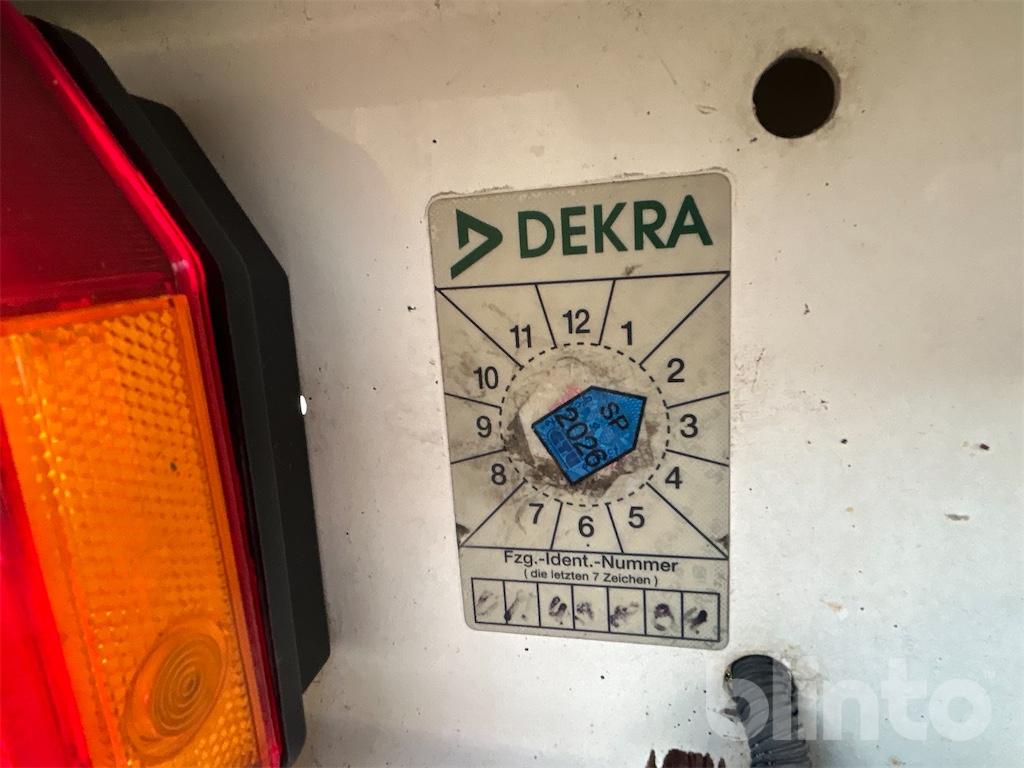 DEKRA
11 12 1
10 2
9 3
8 4
7 6 5
SP
2026
Fzg.-Ident.-Nummer
( die letzten 7 Zeichen )
blinto